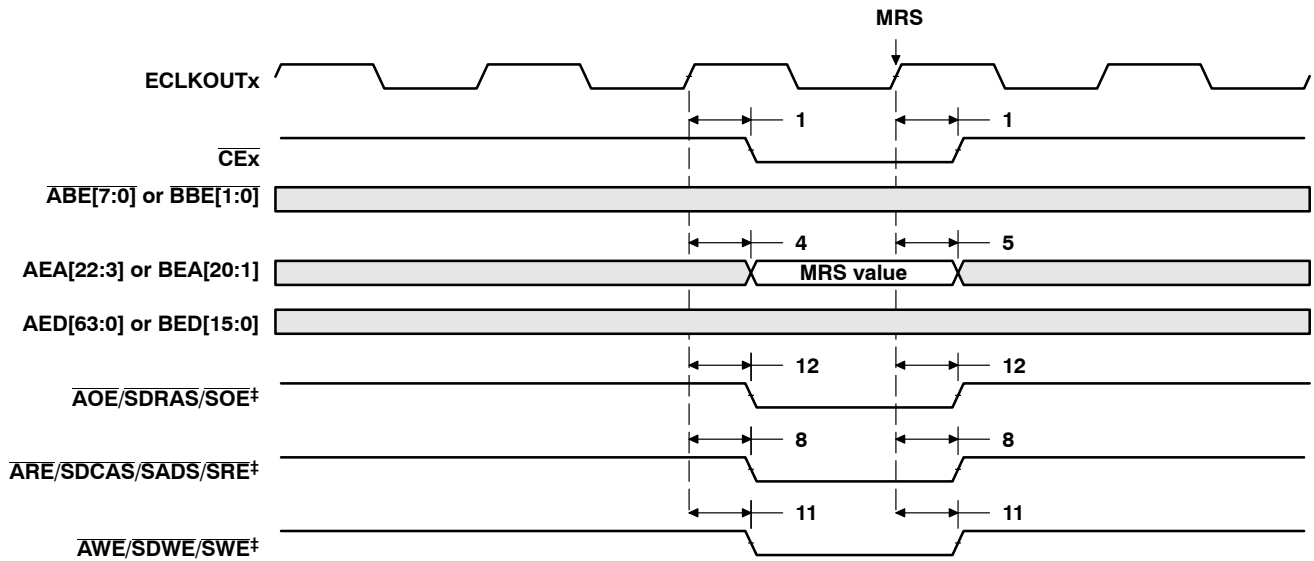 MRS
ECLKOUTx
1 1
CEx
ABE[7:0] or BBE[1:0]
4 5
AEA[22:3] or BEA[20:1] MRS value
AED[63:0] or BED[15:0]
12 12
AOE/SDRAS/SOE‡
8 8
ARE/SDCAS/SADS/SRE‡
11 11
AWE/SDWE/SWE‡